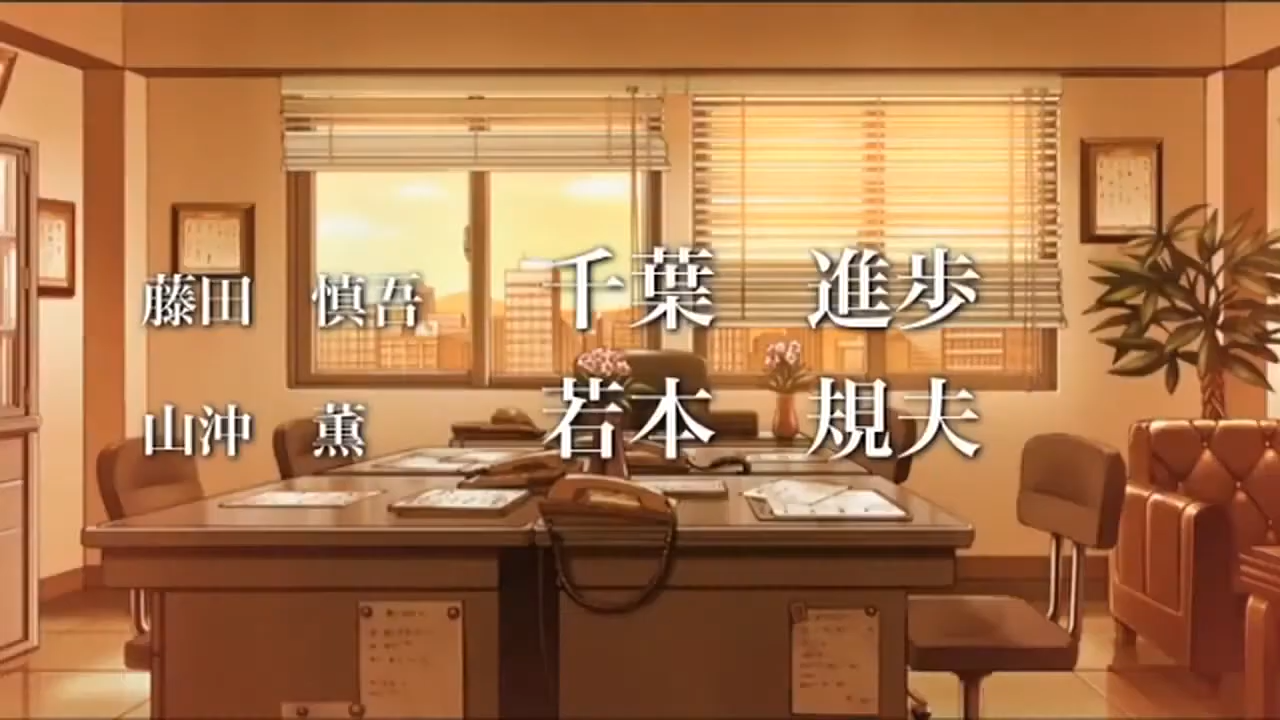 藤田 慎吾 千葉 進歩
山沖 薫 若本 規夫